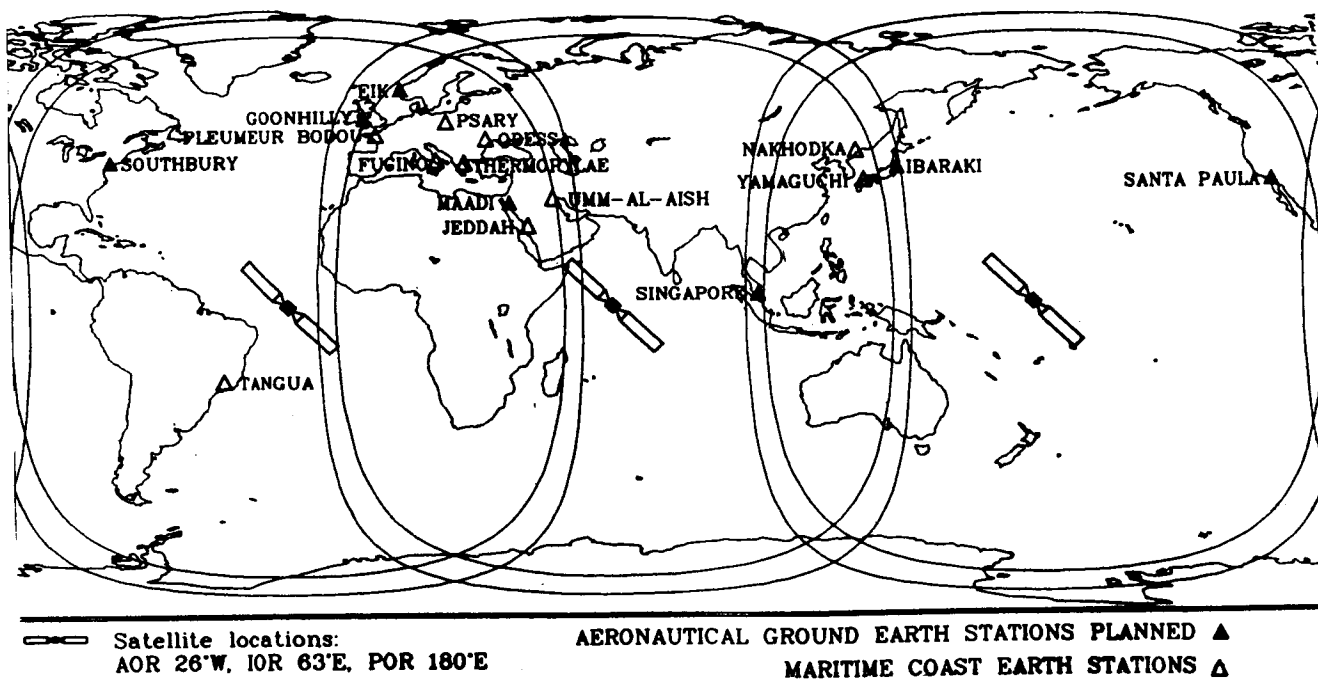 EIK
GOONHILLY
PSARY
PLEUMEUR BODOU
ODESSA
SOUTHBURY
FUCINO
THERMOPYLAE
NAKHODKA
IBARAKI
YAMAGUCHI
SANTA PAULA
MAADI
UMM-AL-AISH
JEDDAH
SINGAPORE
TANGUA
Satellite locations:
AOR 26°W, IOR 63°E, POR 180°E
AERONAUTICAL GROUND EARTH STATIONS PLANNED ▲
MARITIME COAST EARTH STATIONS △